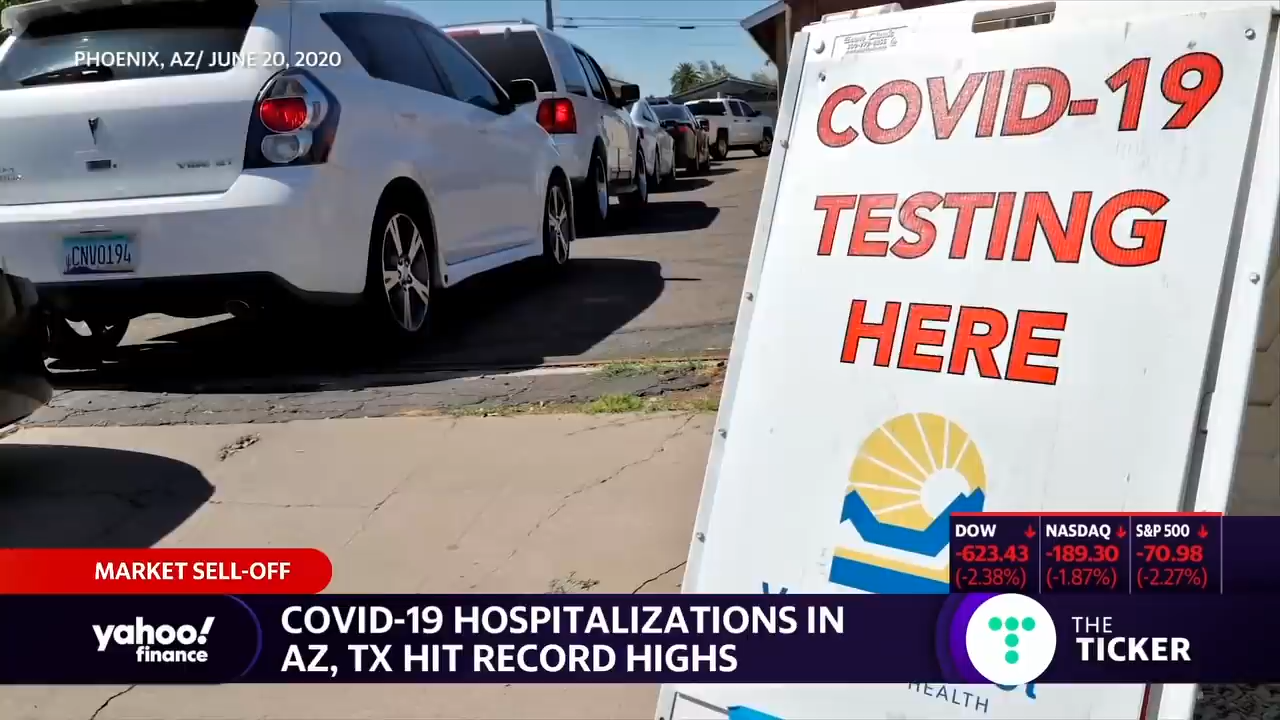 PHOENIX, AZ/ JUNE 20, 2020
CNV0194
COVID-19
TESTING
HERE
HEALTH
DOW
-623.43
(-2.38%)
NASDAQ
-189.30
(-1.87%)
S&P 500
-70.98
(-2.27%)
MARKET SELL-OFF
yahoo!
finance
COVID-19 HOSPITALIZATIONS IN
AZ, TX HIT RECORD HIGHS
THE
TICKER